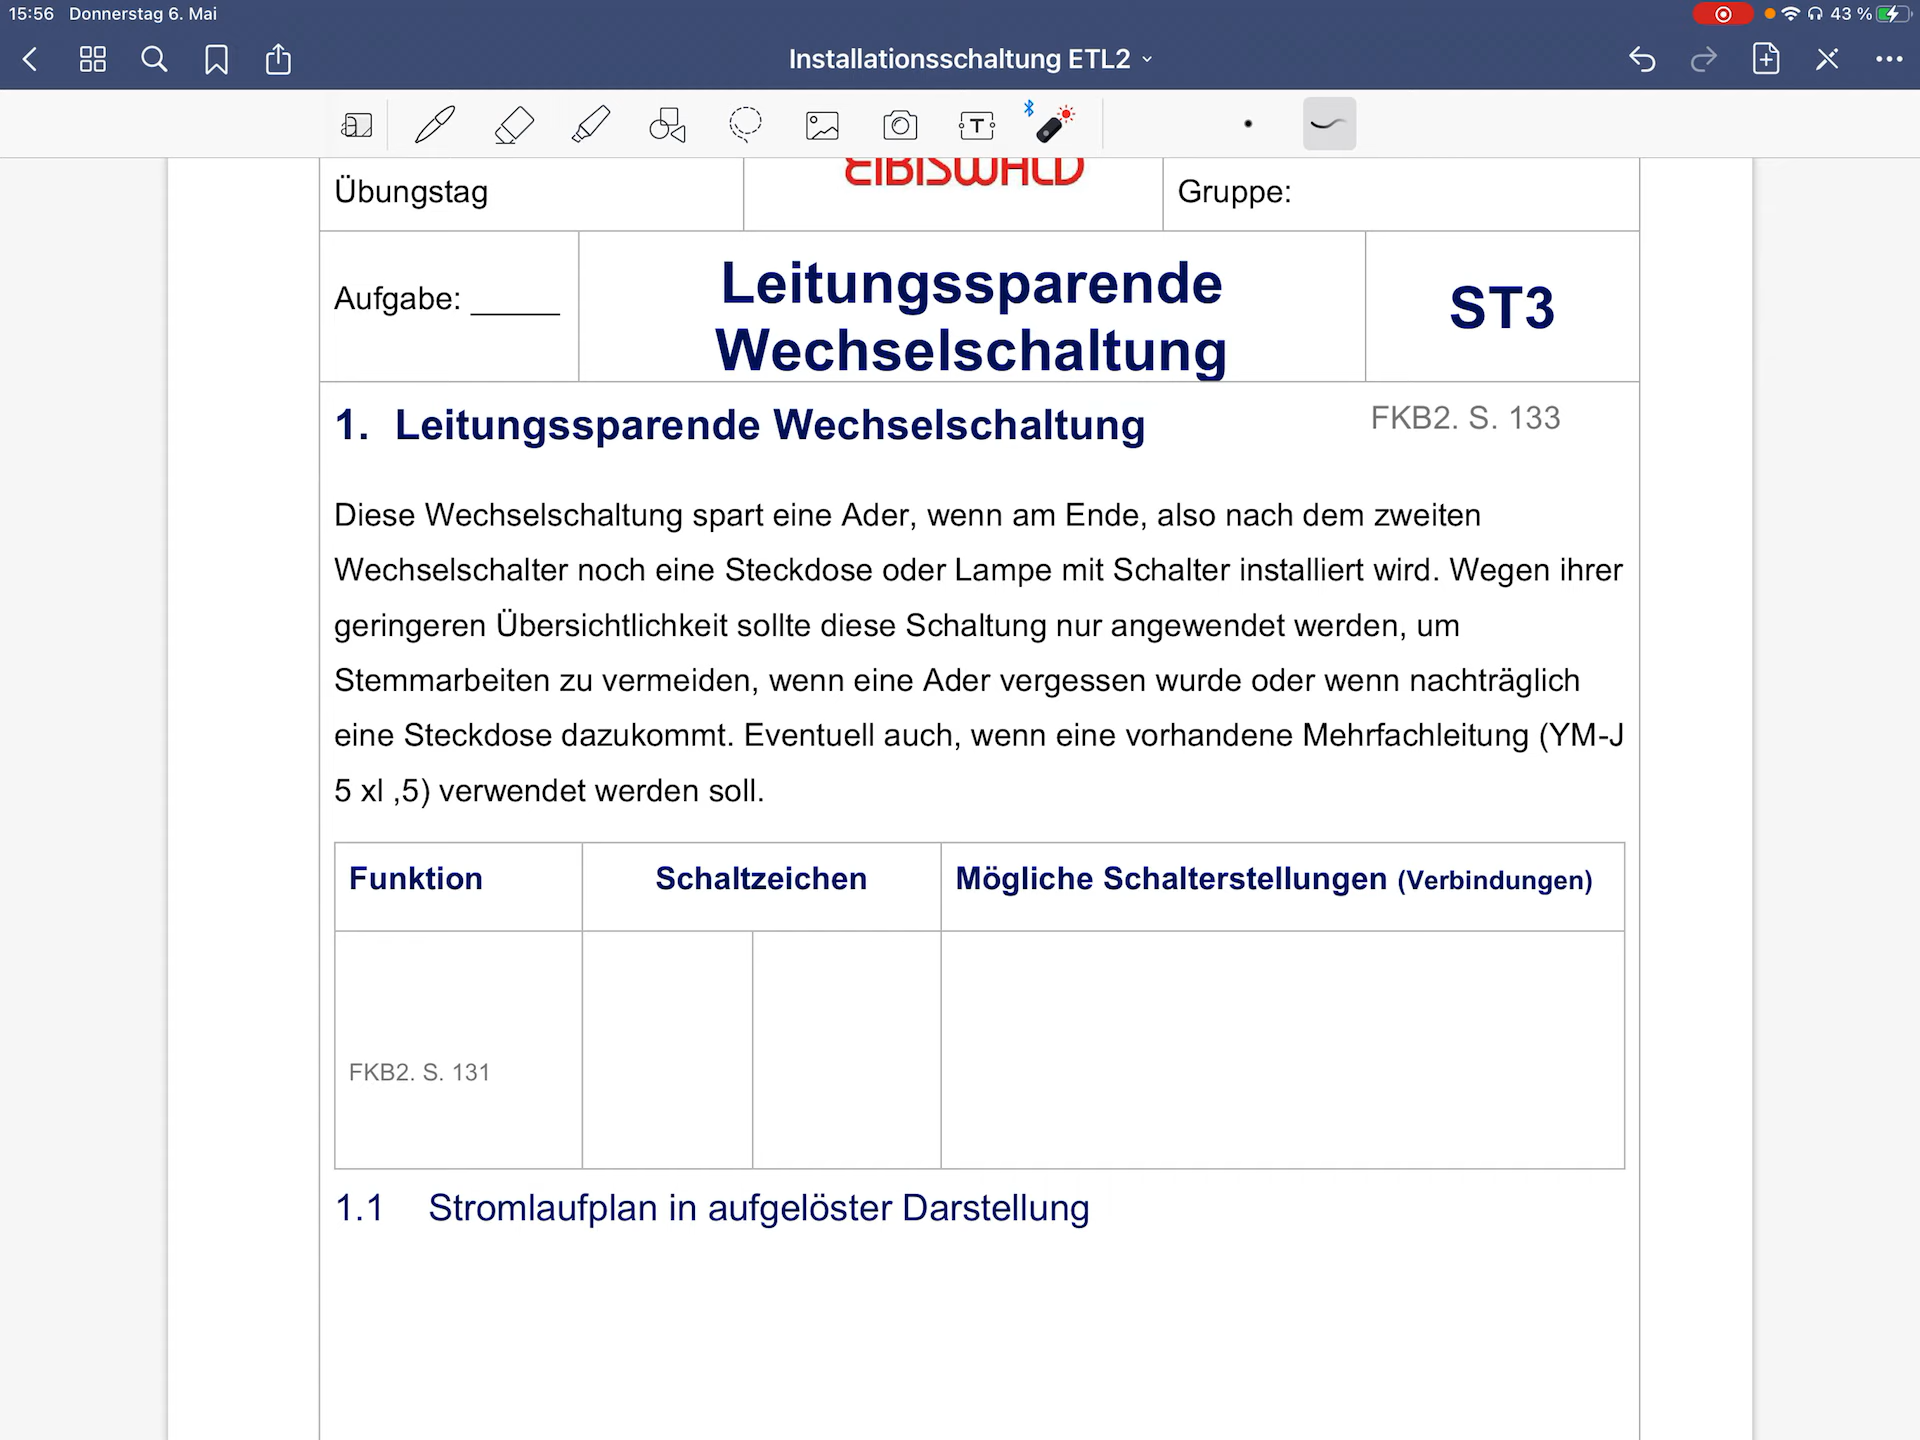 15:56 Donnerstag 6. Mai
43 %
Installationsschaltung ETL2
Übungstag
EIBISWALD
Gruppe:
Aufgabe: _____
Leitungssparende
Wechselschaltung
ST3
1. Leitungssparende Wechselschaltung
FKB2. S. 133
Diese Wechselschaltung spart eine Ader, wenn am Ende, also nach dem zweiten
Wechselschalter noch eine Steckdose oder Lampe mit Schalter installiert wird. Wegen ihrer
geringeren Übersichtlichkeit sollte diese Schaltung nur angewendet werden, um
Stemmarbeiten zu vermeiden, wenn eine Ader vergessen wurde oder wenn nachträglich
eine Steckdose dazukommt. Eventuell auch, wenn eine vorhandene Mehrfachleitung (YM-J
5 xl ,5) verwendet werden soll.
Funktion
Schaltzeichen
Mögliche Schalterstellungen (Verbindungen)
FKB2. S. 131
1.1 Stromlaufplan in aufgelöster Darstellung